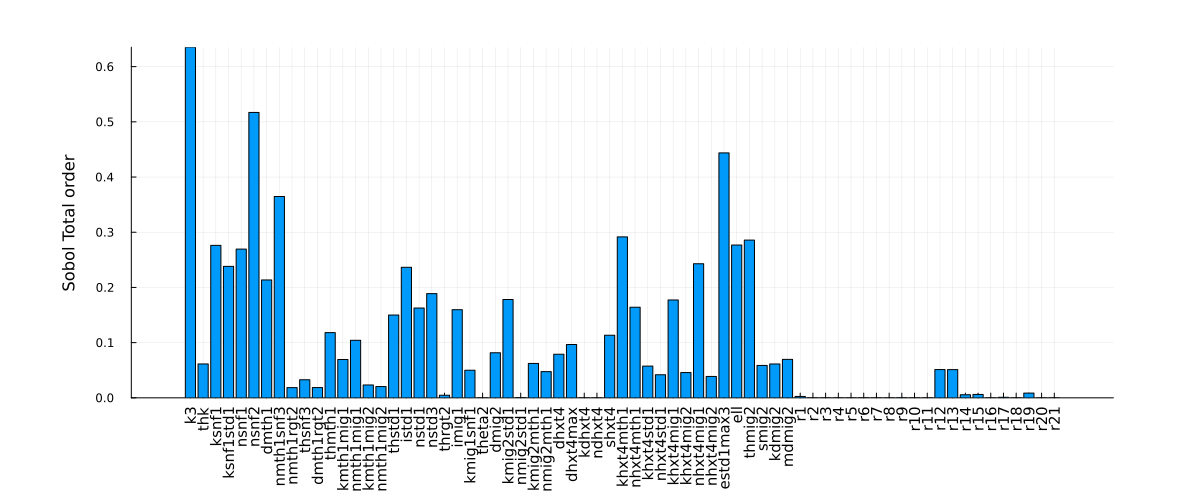 Sobol Total order
0.6
0.5
0.4
0.3
0.2
0.1
0.0
k3
thk
ksnf1
ksnf1std1
nsnf1
nsnf2
dmth1
nmth1snf3
nmth1rgt2
thsnf3
dmth1rgt2
thmth1
kmth1mig1
nmth1mig1
kmth1mig2
nmth1mig2
thstd1
istd1
nstd1
nstd3
thrgt2
imig1
kmig1snf1
theta2
dmig2
kmig2std1
nmig2std1
kmig2mth1
nmig2mth1
dhxt4
dhxt4max
kdhxt4
ndhxt4
shxt4
khxt4mth1
nhxt4mth1
khxt4std1
nhxt4std1
khxt4mig1
khxt4mig2
nhxt4mig1
nhxt4mig2
estd1max3
ell
thmig2
smig2
kdmig2
mdmig2
r1
r2
r3
r4
r5
r6
r7
r8
r9
r10
r11
r12
r13
r14
r15
r16
r17
r18
r19
r20
r21